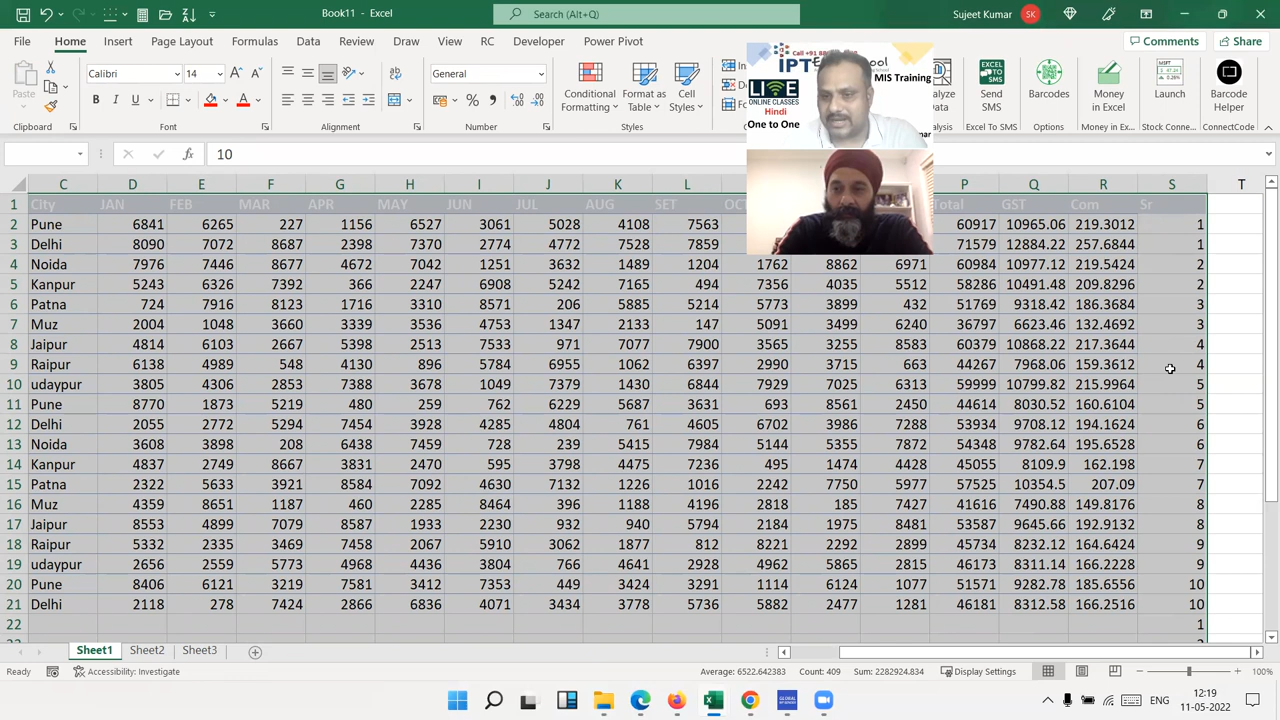 Book11 - Excel
Search (Alt+Q)
Sujeet Kumar
SK
File Home Insert Page Layout Formulas Data Review View Draw Developer RC Power Pivot
Comments
Share
Paste
Calibri
14
General
Conditional Formatting
Format as Table
Cell Styles
Send SMS
Barcodes
Money in Excel
Launch
Barcode Helper
Clipboard
Font
Alignment
Number
Styles
Excel To SMS
Options
Money in Ex...
Stock Conne...
ConnectCode
MIS Training
LIVE
ONLINE CLASSES
Hindi
One to One
10
C D E F G H I J K L P Q R S T
1 City JAN FEB MAR APR MAY JUN JUL AUG SET Total GST Com Sr
2 Pune 6841 6265 227 1156 6527 3061 5028 4108 7563 60917 10965.06 219.3012 1
3 Delhi 8090 7072 8687 2398 7370 2774 4772 7528 7859 71579 12884.22 257.6844 1
4 Noida 7976 7446 8677 4672 7042 1251 3632 1489 1204 1762 8862 6971 60984 10977.12 219.5424 2
5 Kanpur 5243 6326 7392 366 2247 6908 5242 7165 494 7356 4035 5512 58286 10491.48 209.8296 2
6 Patna 724 7916 8123 1716 3310 8571 206 5885 5214 5773 3899 432 51769 9318.42 186.3684 3
7 Muz 2004 1048 3660 3339 3536 4753 1347 2133 147 5091 3499 6240 36797 6623.46 132.4692 3
8 Jaipur 4814 6103 2667 5398 2513 7533 971 7077 7900 3565 3255 8583 60379 10868.22 217.3644 4
9 Raipur 6138 4989 548 4130 896 5784 6955 1062 6397 2990 3715 663 44267 7968.06 159.3612 4
10 udaypur 3805 4306 2853 7388 3678 1049 7379 1430 6844 7929 7025 6313 59999 10799.82 215.9964 5
11 Pune 8770 1873 5219 480 259 762 6229 5687 3631 693 8561 2450 44614 8030.52 160.6104 5
12 Delhi 2055 2772 5294 7454 3928 4285 4804 761 4605 6702 3986 7288 53934 9708.12 194.1624 6
13 Noida 3608 3898 208 6438 7459 728 239 5415 7984 5144 5355 7872 54348 9782.64 195.6528 6
14 Kanpur 4837 2749 8667 3831 2470 595 3798 4475 7236 495 1474 4428 45055 8109.9 162.198 7
15 Patna 2322 5633 3921 8584 7092 4630 7132 1226 1016 2242 7750 5977 57525 10354.5 207.09 7
16 Muz 4359 8651 1187 460 2285 8464 396 1188 4196 2818 185 7427 41616 7490.88 149.8176 8
17 Jaipur 8553 4899 7079 8587 1933 2230 932 940 5794 2184 1975 8481 53587 9645.66 192.9132 8
18 Raipur 5332 2335 3469 7458 2067 5910 3062 1877 812 8221 2292 2899 45734 8232.12 164.6424 9
19 udaypur 2656 2559 5773 4968 4436 3804 766 4641 2928 4962 5865 2815 46173 8311.14 166.2228 9
20 Pune 8406 6121 3219 7581 3412 7353 449 3424 3291 1114 6124 1077 51571 9282.78 185.6556 10
21 Delhi 2118 278 7424 2866 6836 4071 3434 3778 5736 5882 2477 1281 46181 8312.58 166.2516 10
22 1
Sheet1 Sheet2 Sheet3
Ready
Accessibility: Investigate
Average: 6522.642383 Count: 409 Sum: 2282924.834
Display Settings
100%
ENG
12:19
11-05-2022